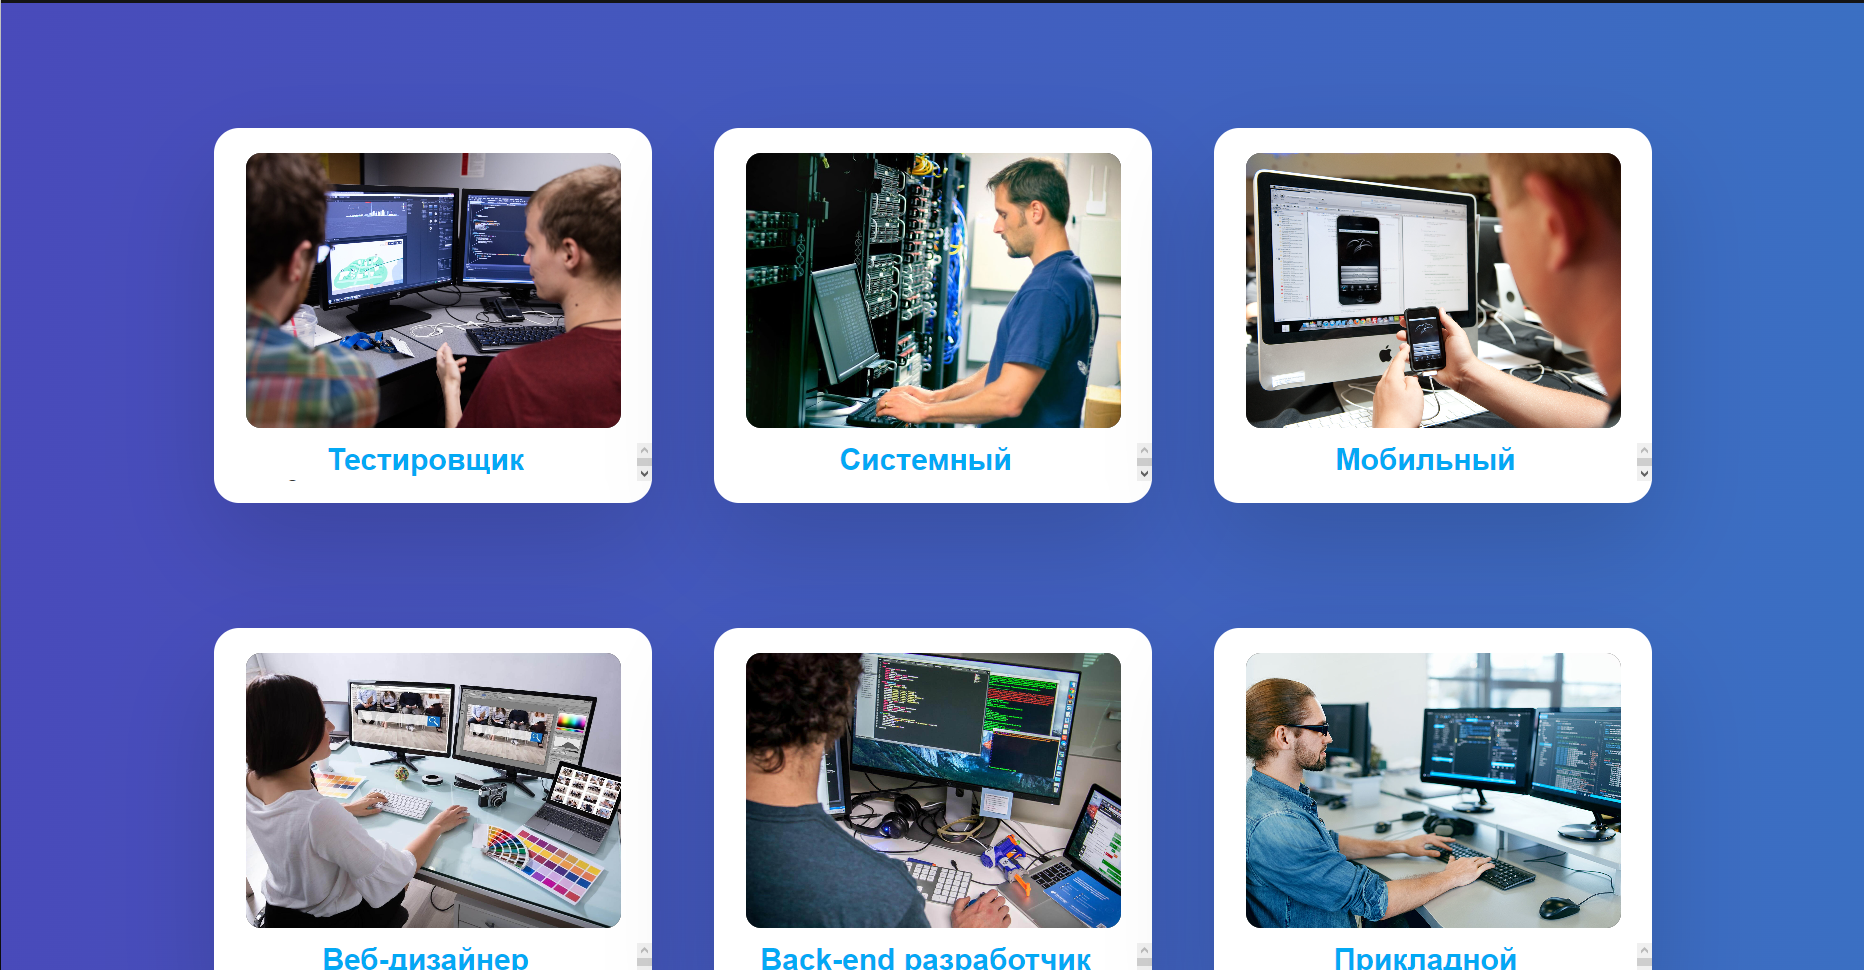 Тестировщик
Системный
Мобильный
Веб-дизайнер
Back-end разработчик
Прикладной